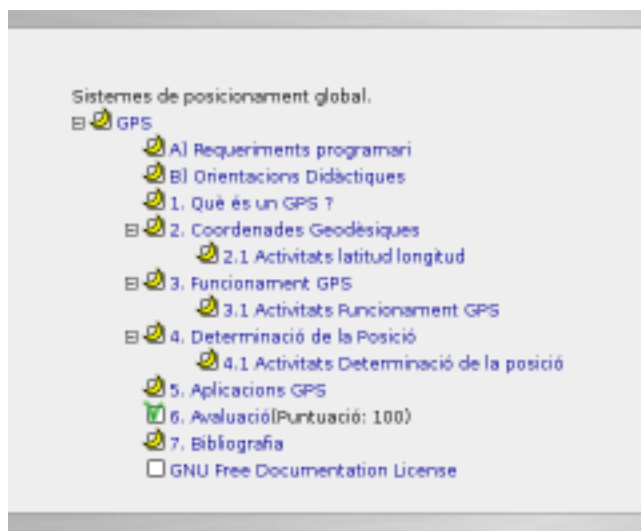 Sistemes de posicionament global.
GPS
A] Requeriments programari
B] Orientacions Didàctiques
1. Què és un GPS ?
2. Coordenades Geodèsiques
2.1 Activitats latitud longitud
3. Funcionament GPS
3.1 Activitats Funcionament GPS
4. Determinació de la Posició
4.1 Activitats Determinació de la posició
5. Aplicacions GPS
6. Avaluació(Puntuació: 100)
7. Bibliografia
GNU Free Documentation License